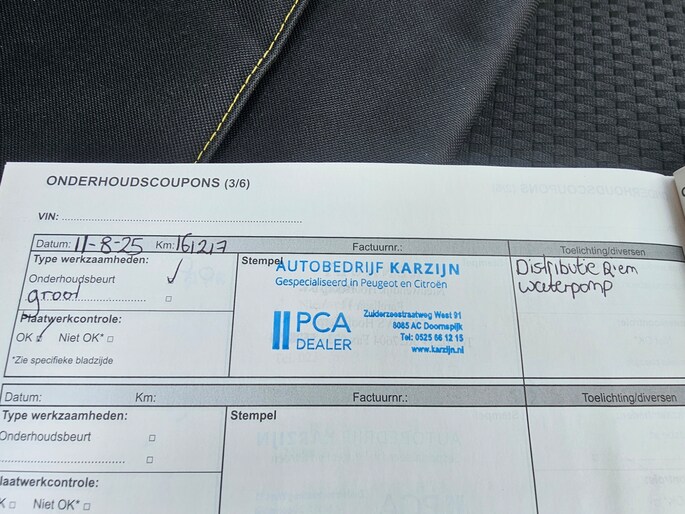 ONDERHOUDSCOUPONS (3/6)
VIN:
Datum: 11-8-25 Km: 161217 Factuurnr.: Toelichting/diversen
Type werkzaamheden:
Onderhoudsbeurt
groot
Plaatwerkcontrole:
OK Niet OK*
*Zie specifieke bladzijde
Stempel
AUTOBEDRIJF KARZIJN
Gespecialiseerd in Peugeot en Citroën
PCA
DEALER
Zuiderzeestraatweg West 91
8085 AC Doornspijk
Tel: 0525 66 12 15
www.karzijn.nl
Distributie Riem
waterpomp
Datum: Km: Factuurnr.: Toelichting/diversen
Type werkzaamheden:
Onderhoudsbeurt
Stempel
laatwerkcontrole:
K Niet OK*